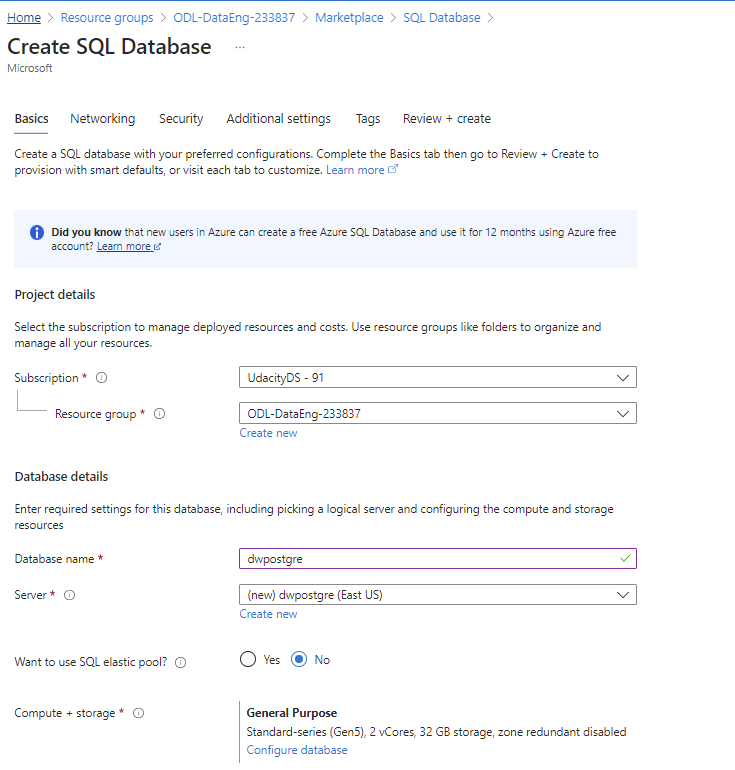 Home > Resource groups > ODL-DataEng-233837 > Marketplace > SQL Database >
Create SQL Database ...
Microsoft
Basics Networking Security Additional settings Tags Review + create
Create a SQL database with your preferred configurations. Complete the Basics tab then go to Review + Create to
provision with smart defaults, or visit each tab to customize. Learn more
Did you know that new users in Azure can create a free Azure SQL Database and use it for 12 months using Azure free
account? Learn more
Project details
Select the subscription to manage deployed resources and costs. Use resource groups like folders to organize and
manage all your resources.
Subscription * UdacityDS - 91
Resource group * ODL-DataEng-233837
Create new
Database details
Enter required settings for this database, including picking a logical server and configuring the compute and storage
resources
Database name * dwpostgre
Server * (new) dwpostgre (East US)
Create new
Want to use SQL elastic pool? Yes No
Compute + storage * General Purpose
Standard-series (Gen5), 2 vCores, 32 GB storage, zone redundant disabled
Configure database